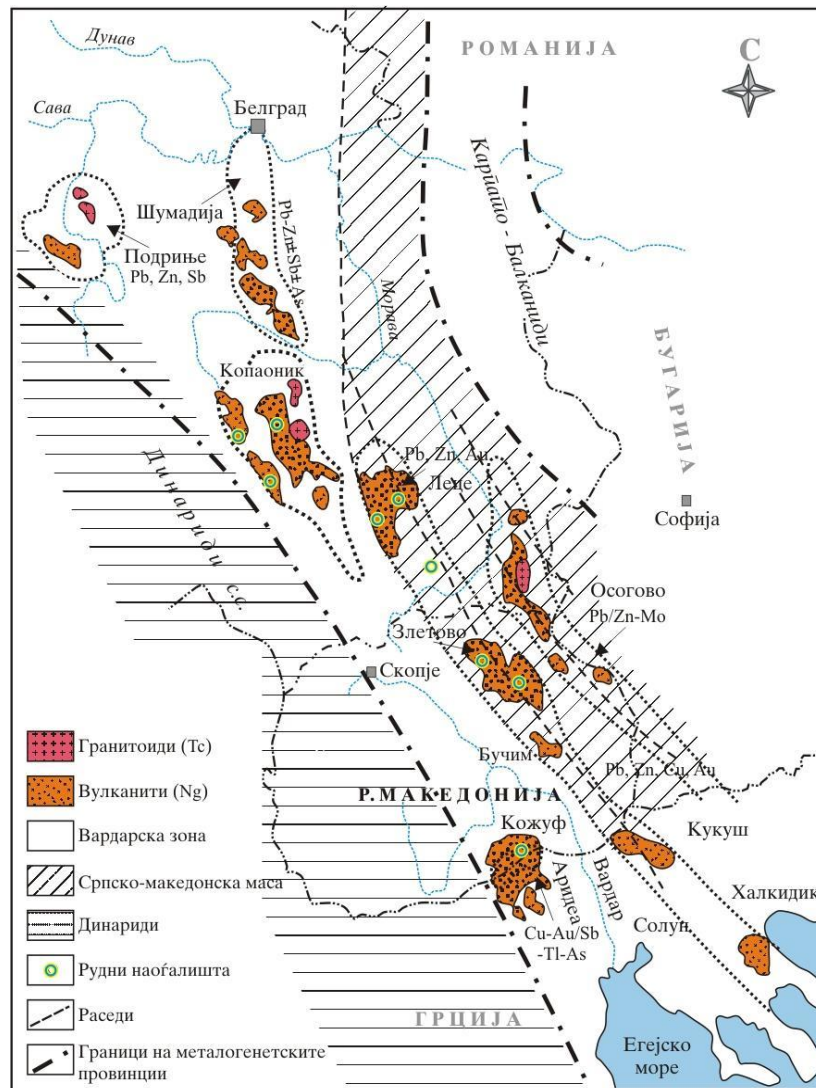 Дунав
РОМАНИЈА
С
Сава
Белград
Карпато - Балканиди
Шумадија
Pb-Zn±Sb±As
Подриње
Pb, Zn, Sb
Морава
БУГАРИЈА
Копаоник
Pb, Zn, Au
Леце
Динариди с.с.
Софија
Осогово
Pb/Zn-Mo
Злетово
Скопје
Бучим
Pb, Zn, Cu, Au
Р. МАКЕДОНИЈА
Кожуф
Кукуш
Вардар
Аридеа
Халкидик
Солун
Cu-Au/Sb
-Tl-As
ГРЦИЈА
Егејско
море
Гранитоиди (Tc)
Вулканити (Ng)
Вардарска зона
Српско-македонска маса
Динариди
Рудни наоѓалишта
Раседи
Граници на металогенетските
провинции